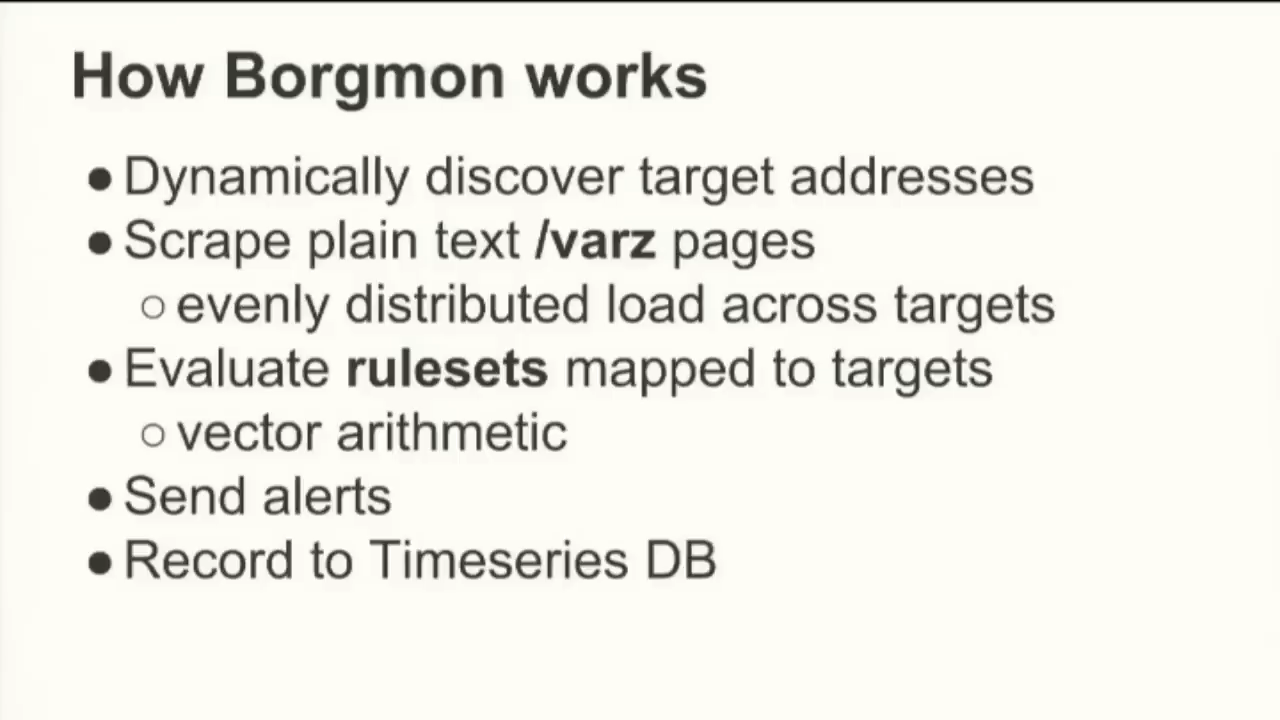 How Borgmon works
● Dynamically discover target addresses
● Scrape plain text /varz pages
○ evenly distributed load across targets
● Evaluate rulesets mapped to targets
○ vector arithmetic
● Send alerts
● Record to Timeseries DB